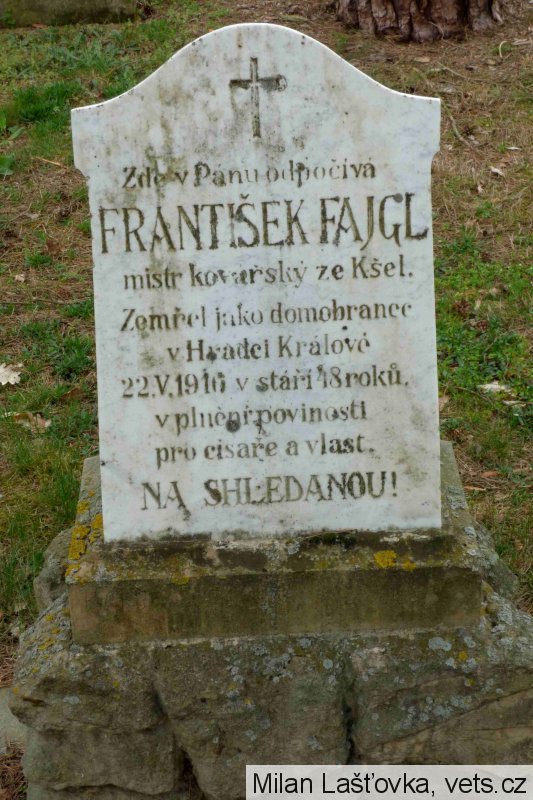 Zde v Pánu odpočívá
FRANTIŠEK FAJGL
mistr kovařský ze Kšel.
Zemřel jako domobranec
v Hradci Králové
22.V.1916 v stáří 48 roků.
v plnění povinosti
pro císaře a vlast.
NA SHLEDANOU!
Milan Lašťovka, vets.cz